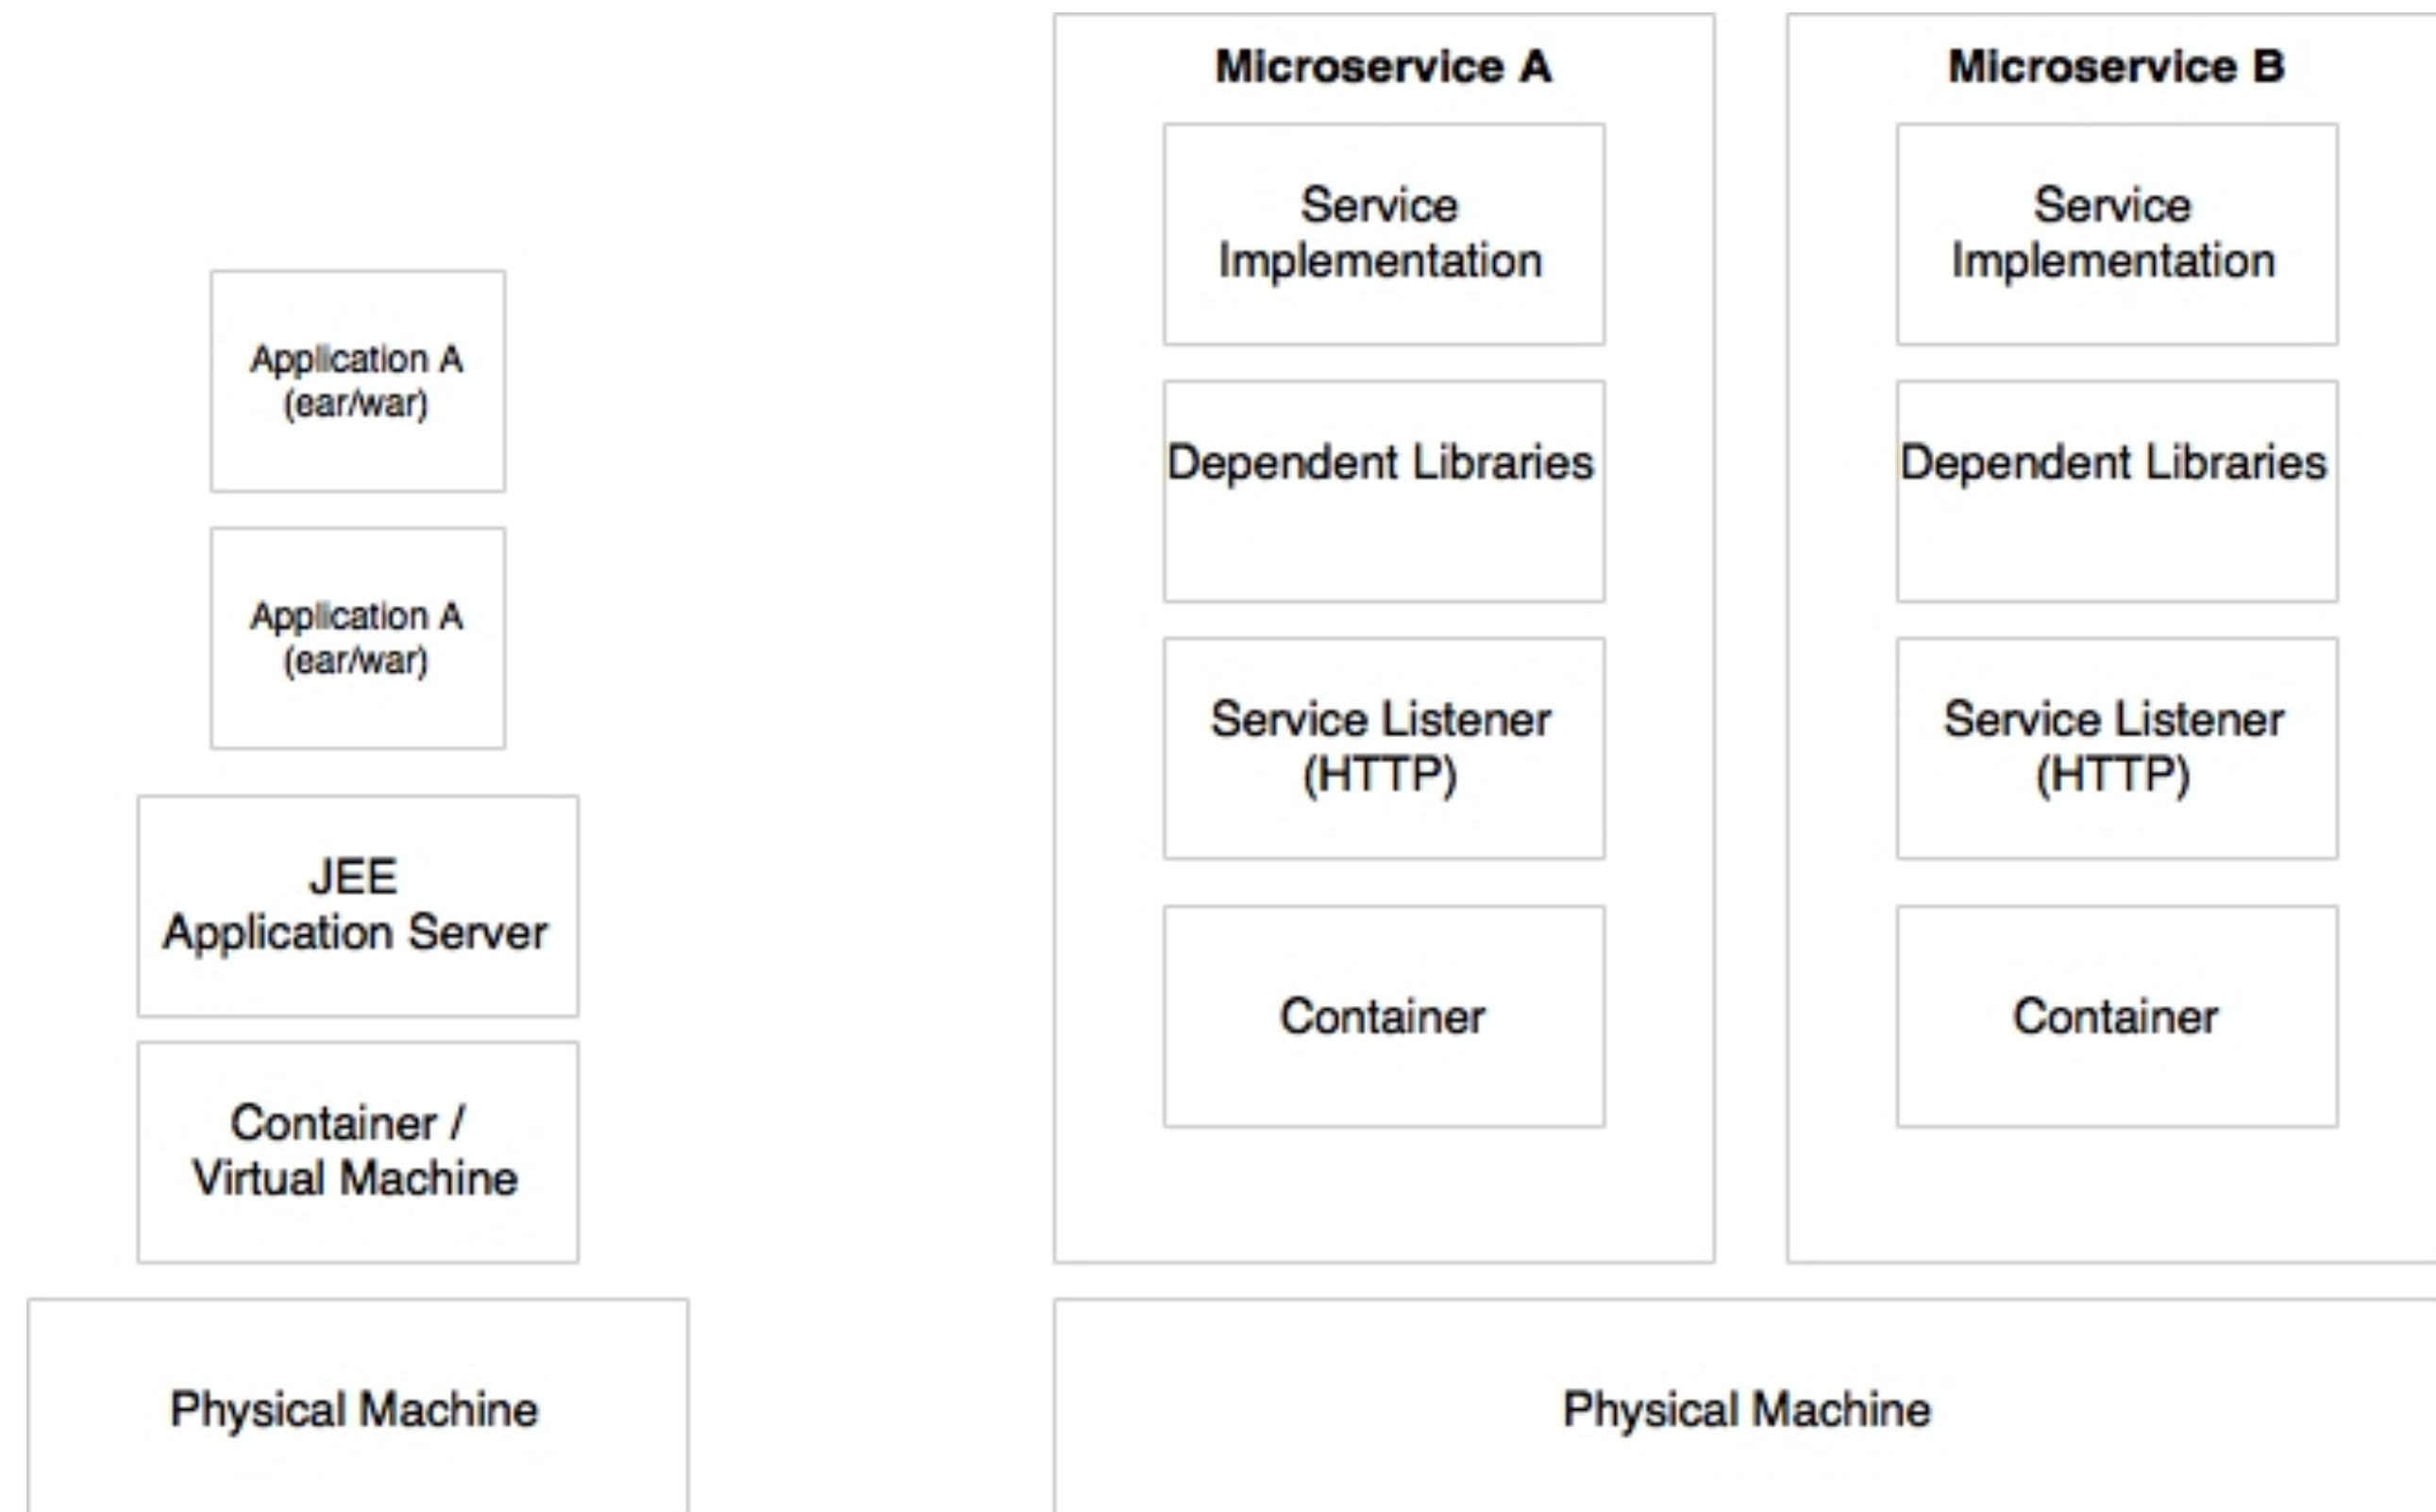 Application A
(ear/war)
Application A
(ear/war)
JEE
Application Server
Container /
Virtual Machine
Physical Machine
Microservice A
Service
Implementation
Dependent Libraries
Service Listener
(HTTP)
Container
Microservice B
Service
Implementation
Dependent Libraries
Service Listener
(HTTP)
Container
Physical Machine